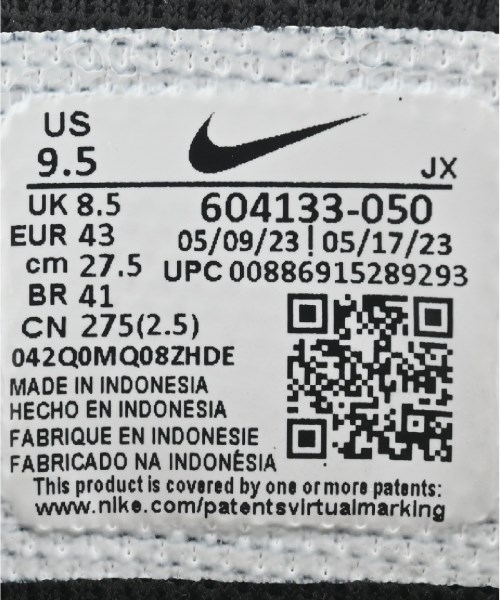 US
9.5
JX
UK 8.5
604133-050
EUR 43
05/09/23 | 05/17/23
cm 27.5
UPC 00886915289293
BR 41
CN 275(2.5)
042Q0MQ08ZHDE
MADE IN INDONESIA
HECHO EN INDONESIA
FABRIQUE EN INDONESIE
FABRICADO NA INDONÉSIA
This product is covered by one or more patents:
www.nike.com/patentsvirtualmarking